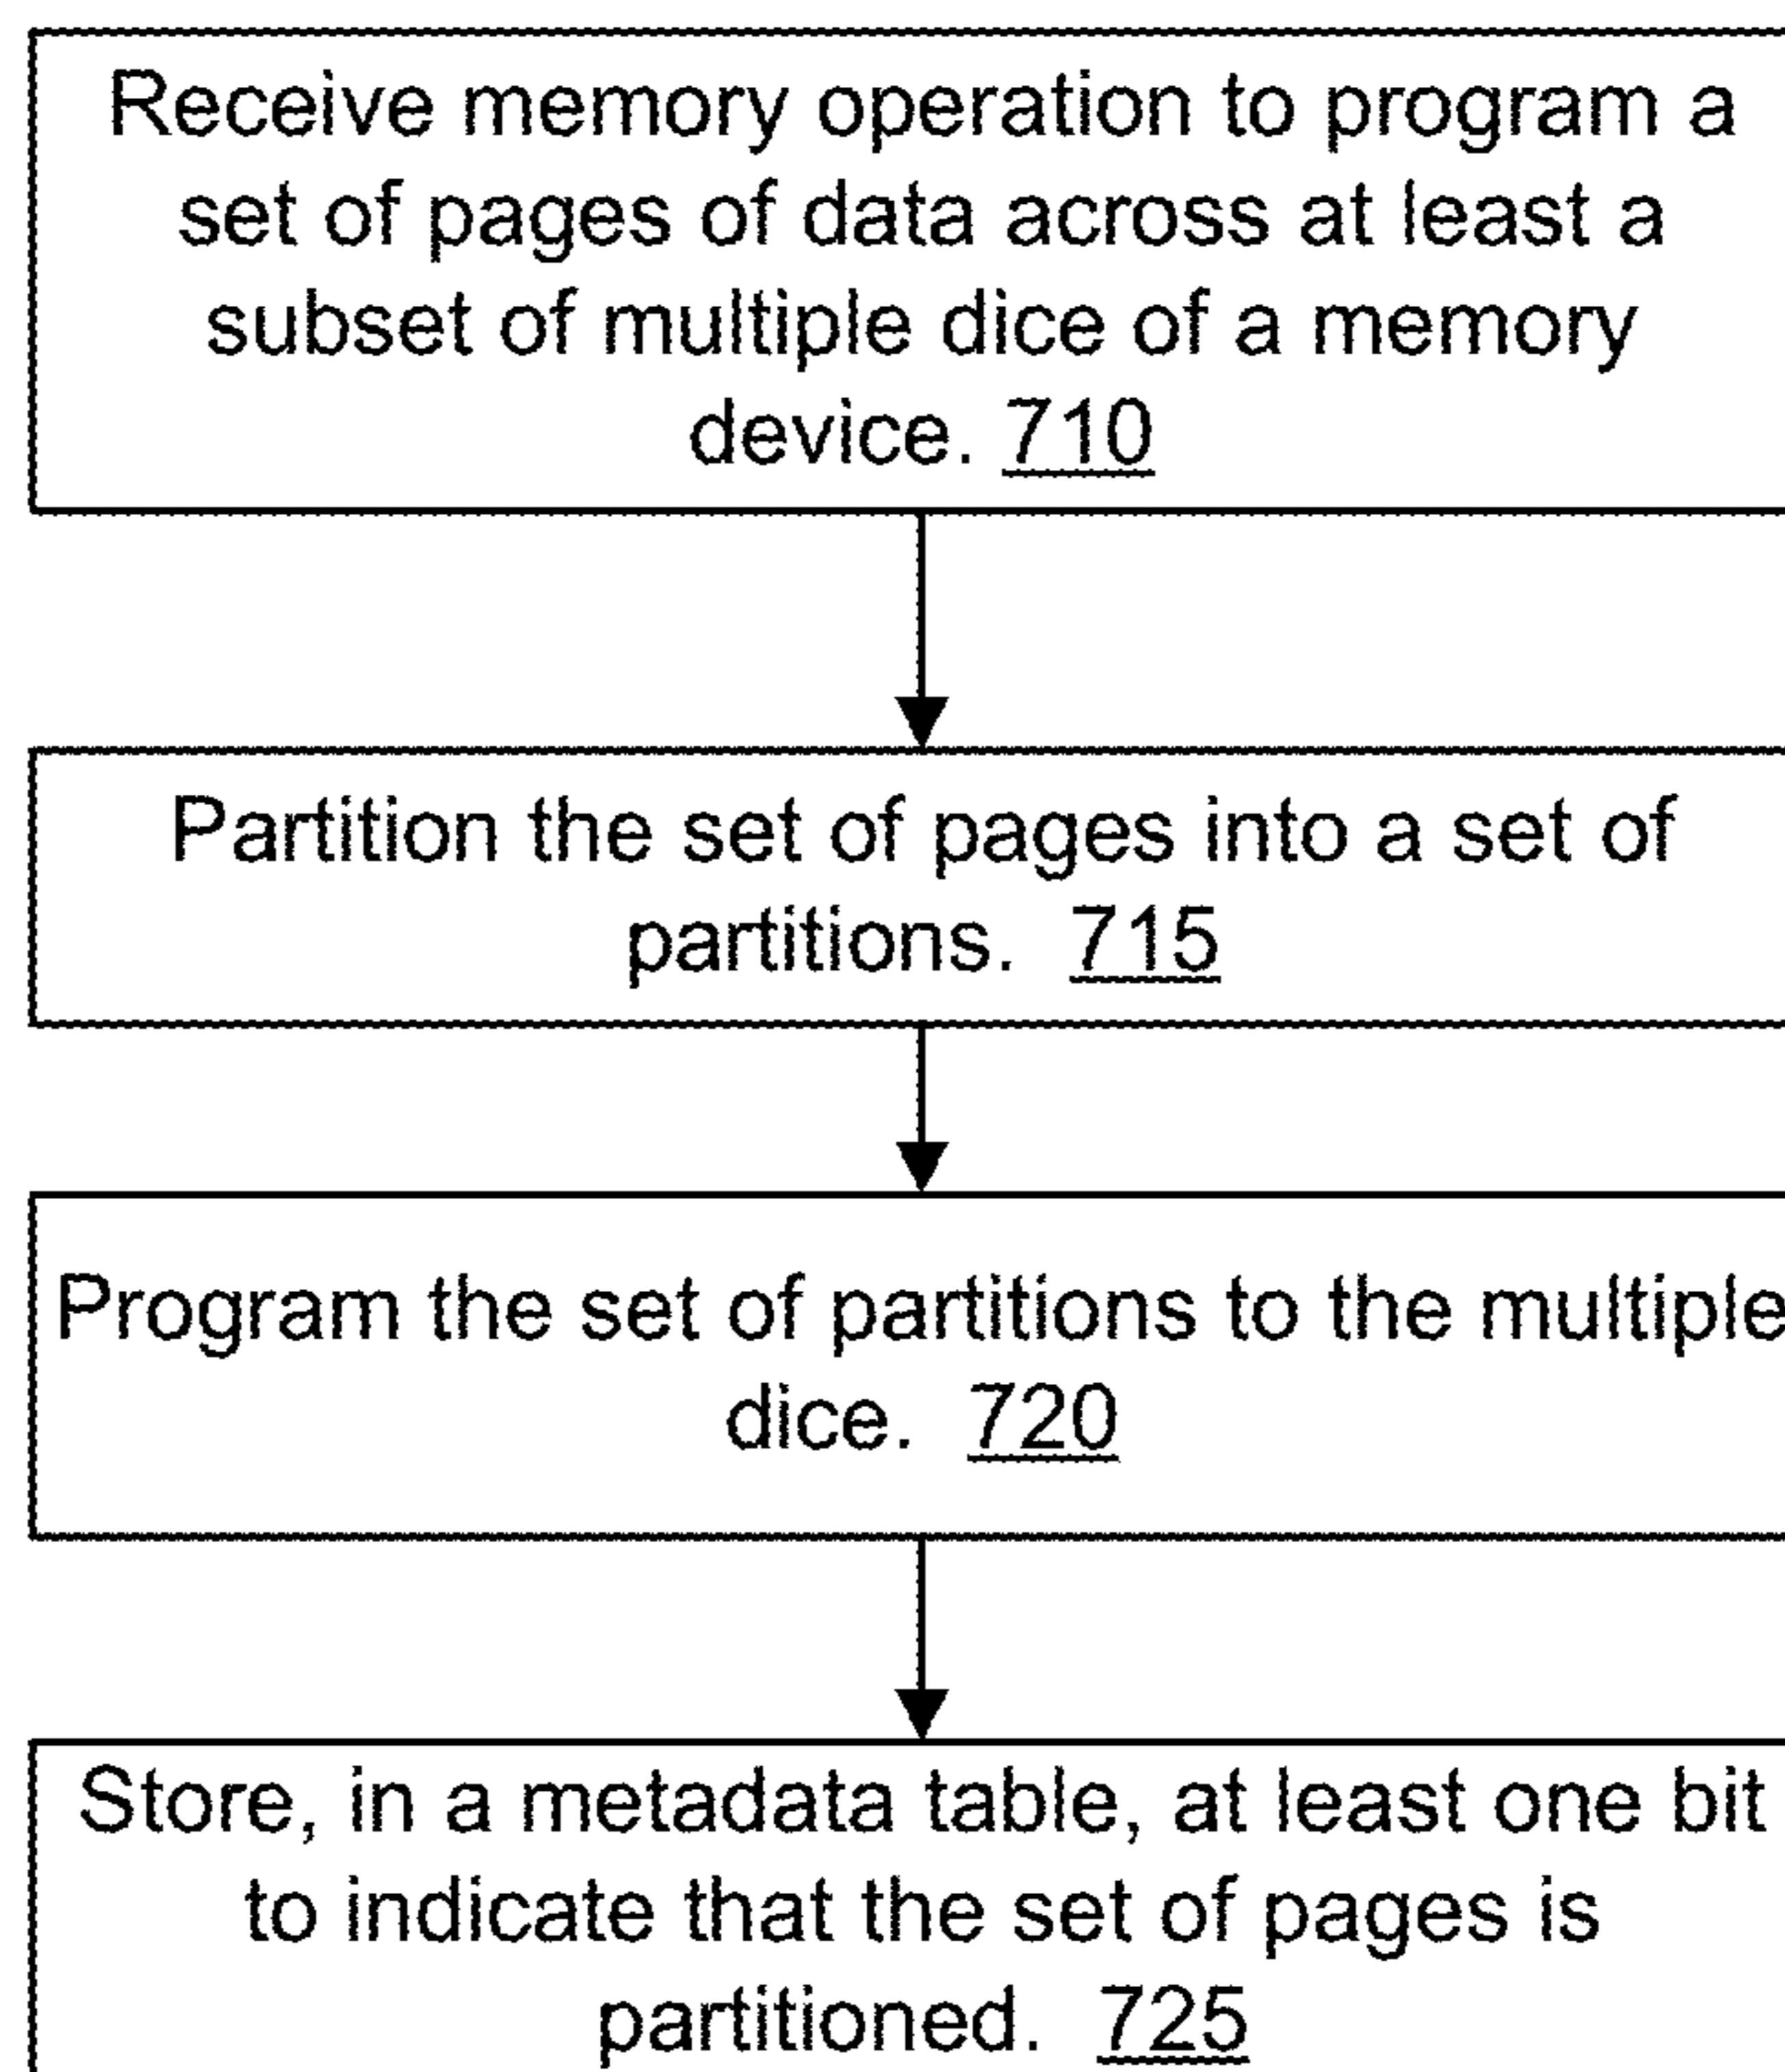 Receive memory operation to program a
set of pages of data across at least a
subset of multiple dice of a memory
device. 710
Partition the set of pages into a set of
partitions. 715
Program the set of partitions to the multiple
dice. 720
Store, in a metadata table, at least one bit
to indicate that the set of pages is
partitioned. 725